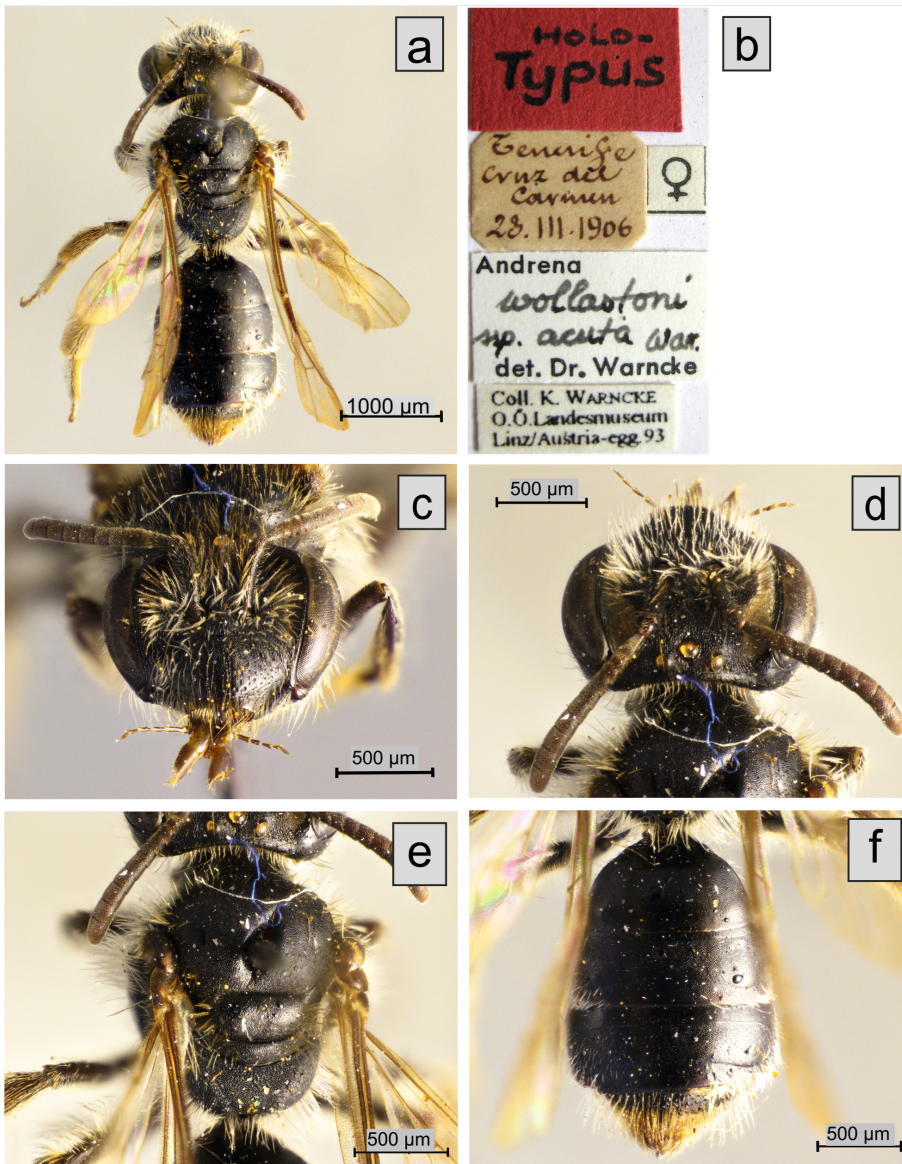 a
b
HOLO-
Typus
Tenerife
Cruz del
Carmen
28.III.1906
♀
Andrena
wollastoni
sp. acuta War.
det. Dr. Warncke
Coll. K. WARNCKE
O.Ö.Landesmuseum
Linz/Austria-egg.93
1000 µm
c
500 µm
d
500 µm
e
500 µm
f
500 µm